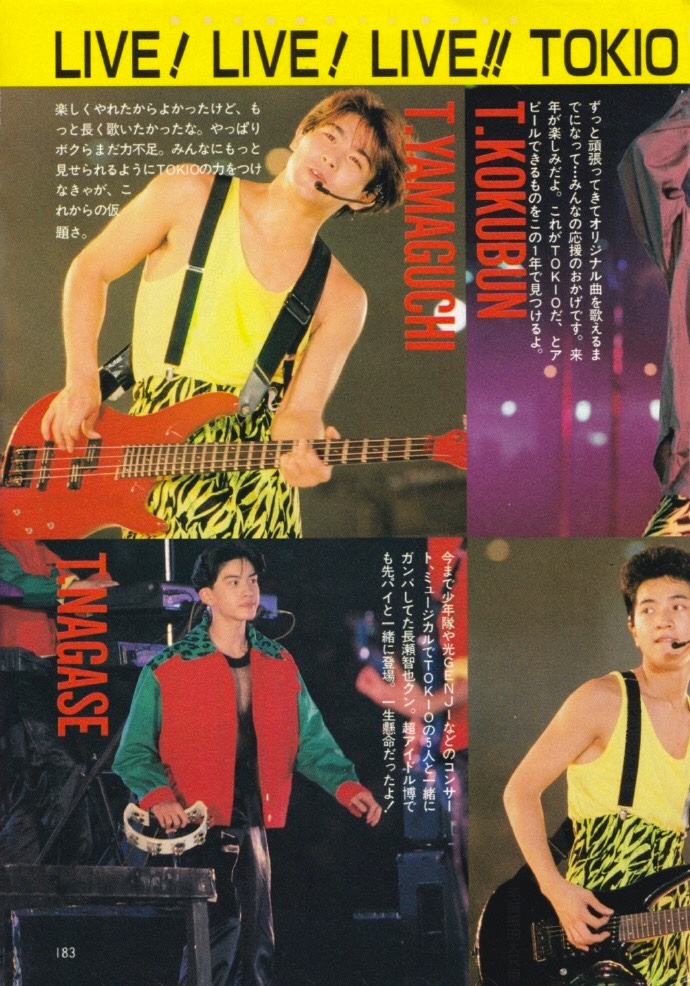 LIVE! LIVE! LIVE!! TOKIO
楽しくやれたからよかったけど、も
っと長く歌いたかったな。やっぱり
ボクらまだ力不足。みんなにもっと
見せられるようにTOKIOの力をつけ
なきゃが、こ
れからの仮
題さ。
T.YAMAGUCHI
T.KOKUBUN
ずっと頑張ってきてオリジナル曲を歌えるま
でになって…みんなの応援のおかげです。来
年が楽しみだよ。これがTOKIOだ、とア
ピールできるものをこの1年で見つけるよ。
T.NAGASE
今まで少年隊や光GENJIなどのコンサー
ト、ミュージカルでTOKIOの5人と一緒に
ガンバしてた長瀬智也クン。超アイドル博で
も先パイと一緒に登場。一生懸命だったよ!
183